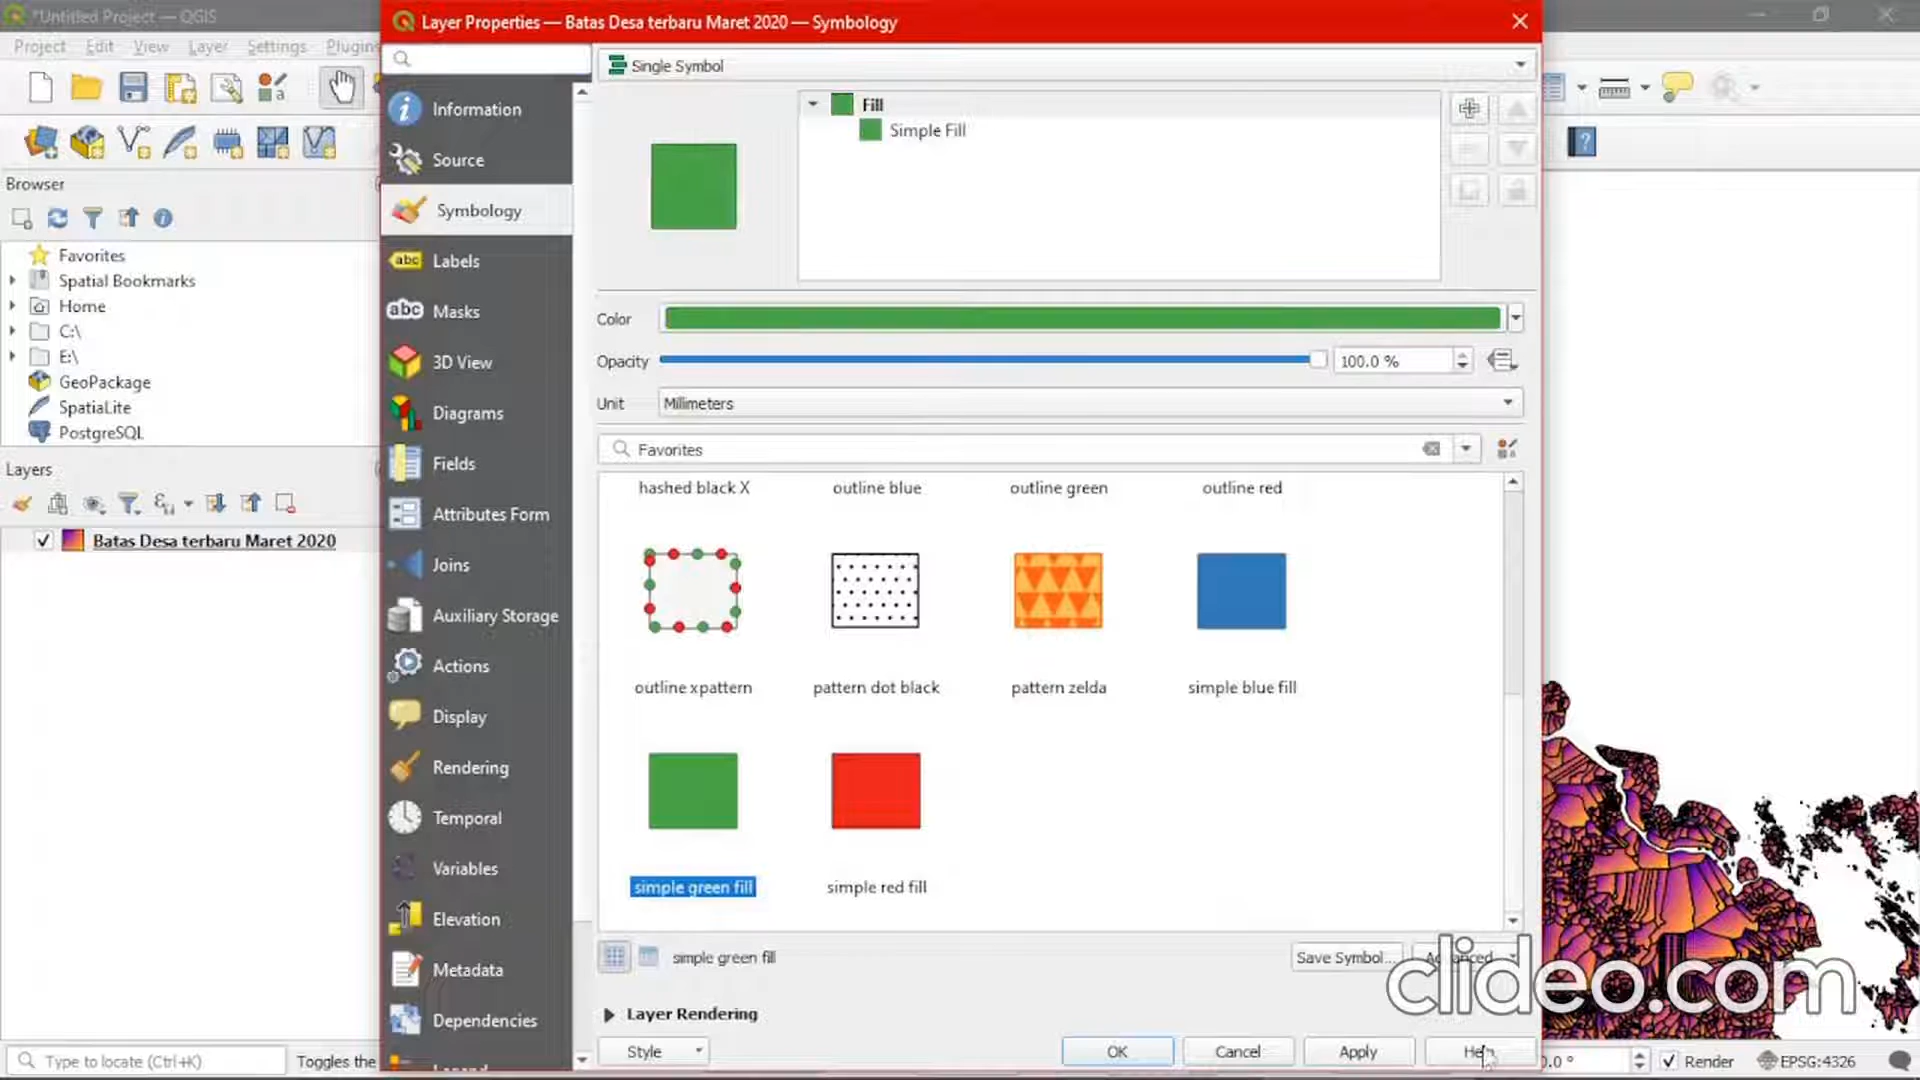 *Untitled Project — QGIS
Layer Properties — Batas Desa terbaru Maret 2020 — Symbology
Project Edit View Layer Settings Plugins
Single Symbol
Information
Source
Symbology
Labels
Masks
3D View
Diagrams
Fields
Attributes Form
Joins
Auxiliary Storage
Actions
Display
Rendering
Temporal
Variables
Elevation
Metadata
Dependencies
Legend
Fill
Simple Fill
Color
Opacity
100.0 %
Unit
Millimeters
Favorites
hashed black X
outline blue
outline green
outline red
outline xpattern
pattern dot black
pattern zelda
simple blue fill
simple green fill
simple red fill
simple green fill
Save Symbol...
Advanced
Layer Rendering
Style
OK
Cancel
Apply
Help
Browser
Favorites
Spatial Bookmarks
Home
C:\
E:\
GeoPackage
SpatiaLite
PostgreSQL
Layers
Batas Desa terbaru Maret 2020
Type to locate (Ctrl+K)
Toggles the
0.0 °
Render
EPSG:4326
clideo.com